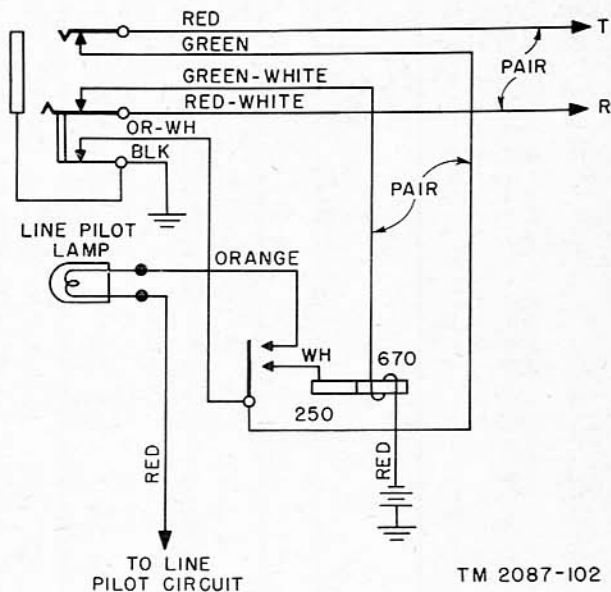 RED
T
GREEN
PAIR
GREEN-WHITE
RED-WHITE
R
OR-WH
BLK
PAIR
LINE PILOT
LAMP
ORANGE
WH
670
250
RED
RED
TO LINE
PILOT CIRCUIT
TM 2087-102